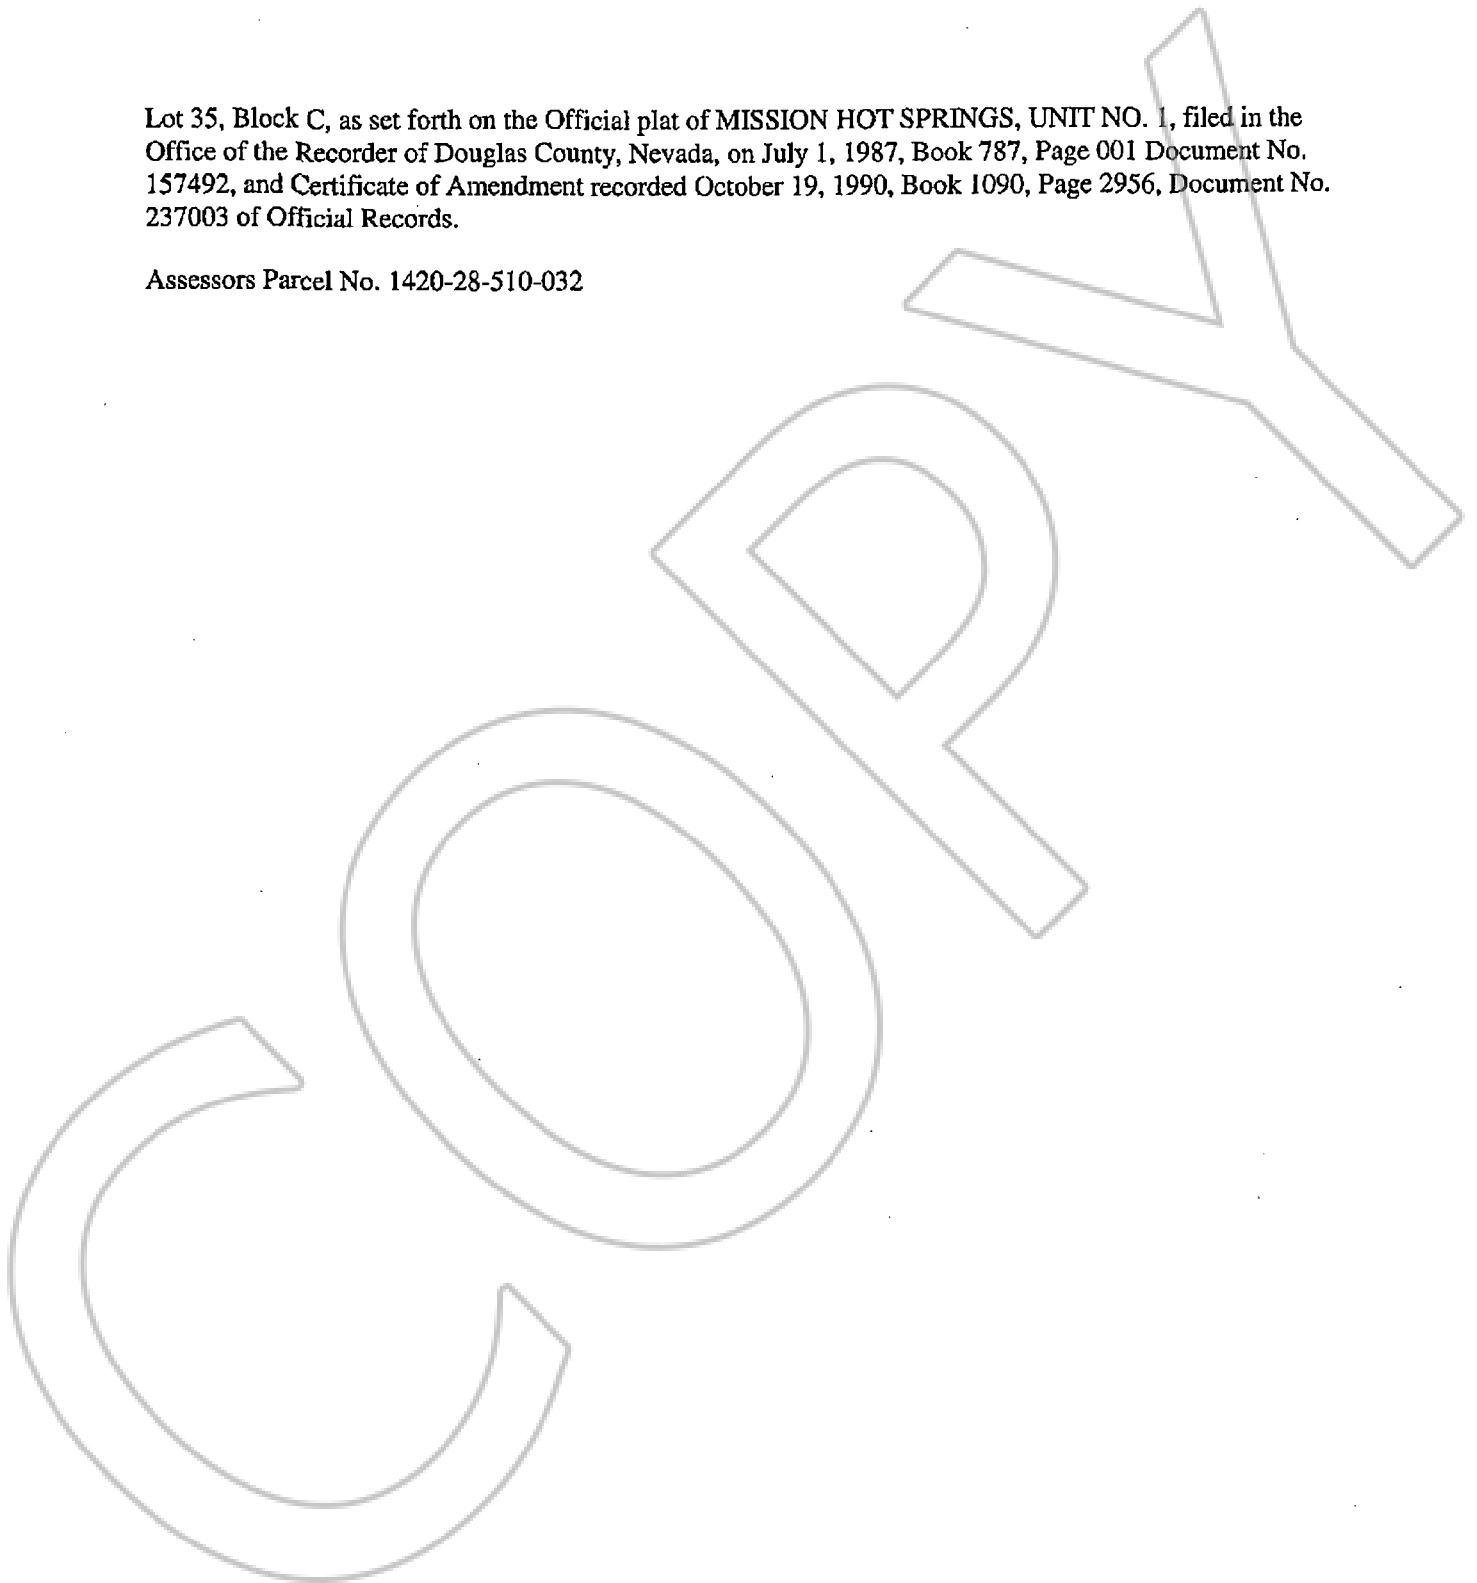 Lot 35, Block C, as set forth on the Official plat of MISSION HOT SPRINGS, UNIT NO. 1, filed in the
Office of the Recorder of Douglas County, Nevada, on July 1, 1987, Book 787, Page 001 Document No.
157492, and Certificate of Amendment recorded October 19, 1990, Book 1090, Page 2956, Document No.
237003 of Official Records.
Assessors Parcel No. 1420-28-510-032
COPY